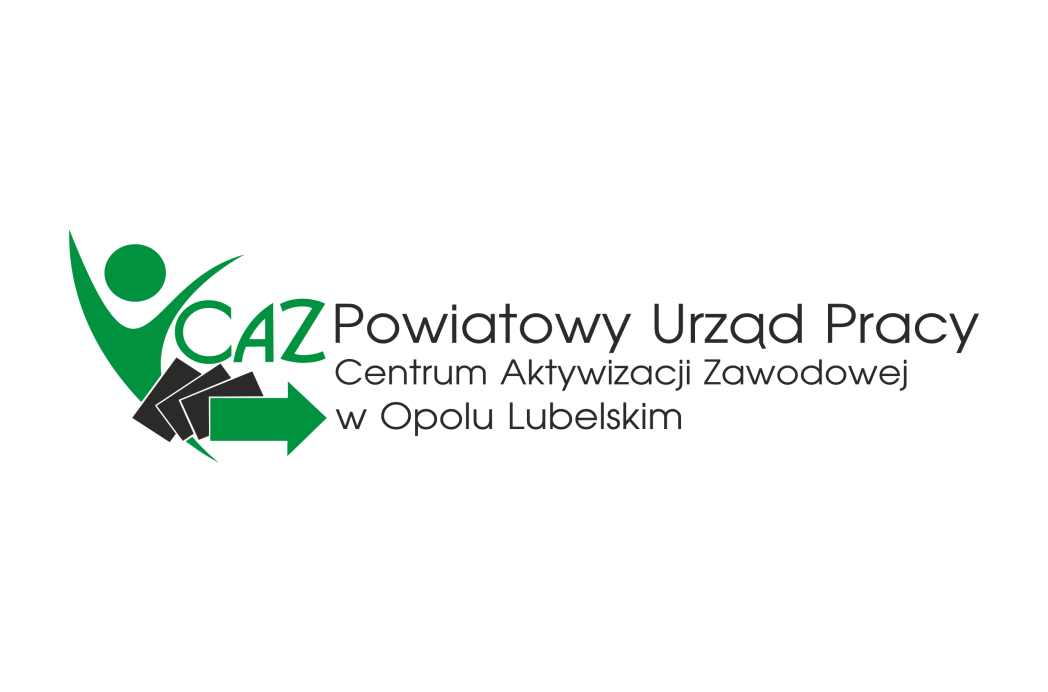 CAZ Powiatowy Urząd Pracy
Centrum Aktywizacji Zawodowej
w Opolu Lubelskim